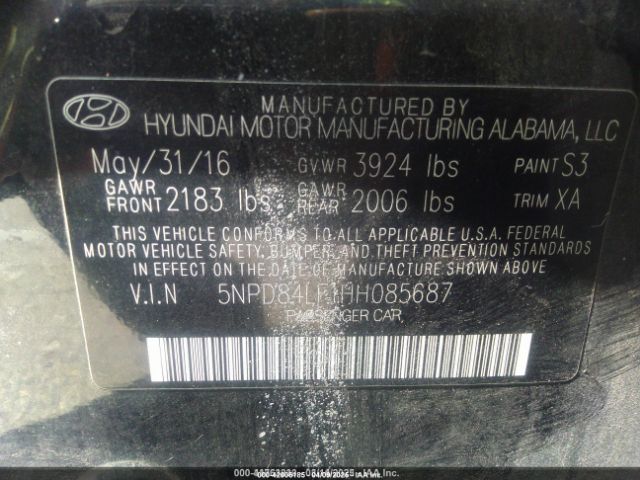 MANUFACTURED BY
HYUNDAI MOTOR MANUFACTURING ALABAMA, LLC
May/31/16 GVWR 3924 lbs PAINT S3
GAWR FRONT 2183 lbs GAWR REAR 2006 lbs TRIM XA
THIS VEHICLE CONFORMS TO ALL APPLICABLE U.S.A. FEDERAL
MOTOR VEHICLE SAFETY, BUMPER, AND THEFT PREVENTION STANDARDS
IN EFFECT ON THE DATE OF MANUFACTURE SHOWN ABOVE
V.I.N 5NPD84LF1HH085687
PASSENGER CAR